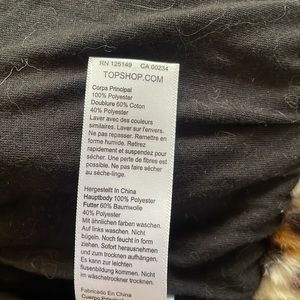 RN 125149 CA 00234
TOPSHOP.COM
Corps Principal
100% Polyester
Doublure 60% Coton
40% Polyester
Laver avec des couleurs
similaires. Laver sur l'envers.
Ne pas repasser. Remettre en
forme humide. Retirez
rapidement et suspendez pour
sécher. Une perte de fibres est
possible. Ne pas faire sécher
au sèche-linge.
Hergestellt In China
Hauptbody 100% Polyester
Futter 60% Baumwolle
40% Polyester
Mit ähnlichen farben waschen.
Auf links waschen. Nicht
bügeln. Noch feucht in form
ziehen. Sofort herausnehmen
und zum trocknen aufhängen.
Es kann zur leichten
flusenbildung kommen. Nicht
im trockner trocknen.
Fabricado En China
Cuerpo Principal